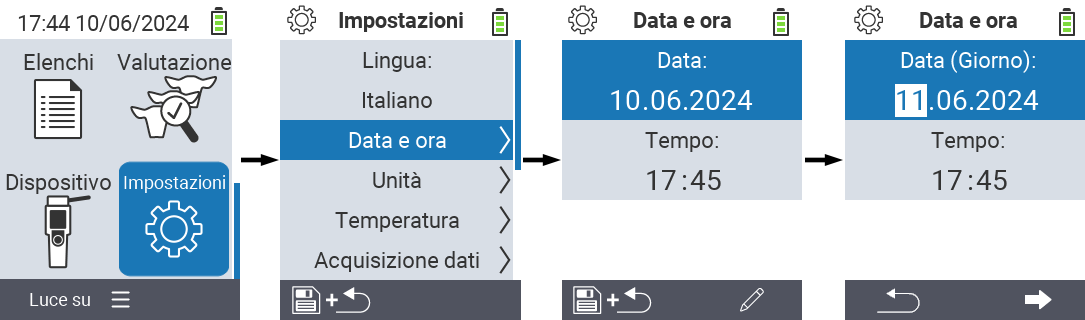 17:44 10/06/2024
Elenchi
Valutazione
Dispositivo
Impostazioni
Luce su
Impostazioni
Lingua:
Italiano
Data e ora
Unità
Temperatura
Acquisizione dati
+
Data e ora
Data:
10.06.2024
Tempo:
17:45
+
Data e ora
Data (Giorno):
11.06.2024
Tempo:
17:45